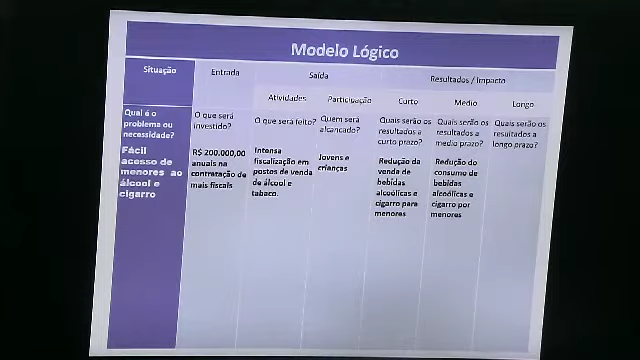 Modelo Lógico
Situação
Entrada
Saída
Resultados / Impacto
Atividades
Participação
Curto
Medio
Longo
Qual é o
problema ou
necessidade?
O que será
investido?
O que será feito?
Quem será
alcançado?
Quais serão os
resultados a
curto prazo?
Quais serão os
resultados a
medio prazo?
Quais serão os
resultados a
longo prazo?
Fácil
acesso de
menores ao
álcool e
cigarro
R$ 200.000,00
anuais na
contratação de
mais fiscais
Intensa
fiscalização em
postos de venda
de álcool e
tabaco.
Jovens e
crianças
Redução da
venda de
bebidas
alcoólicas e
cigarro para
menores
Redução do
consumo de
bebidas
alcoólicas e
cigarro por
menores